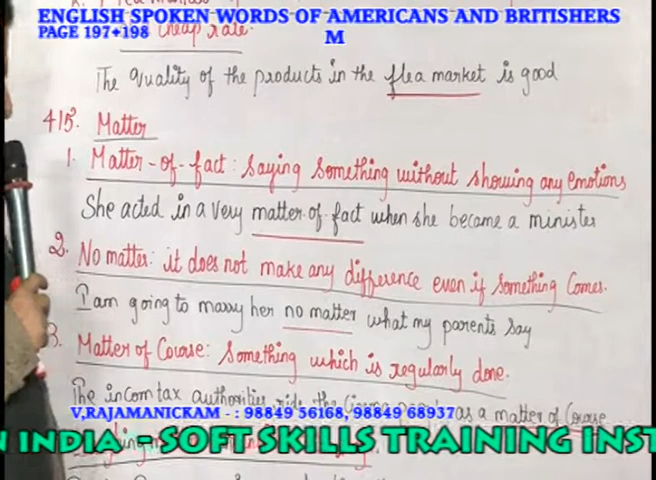 ENGLISH SPOKEN WORDS OF AMERICANS AND BRITISHERS
PAGE 197+198
M
cheap rate.
The Quality of the products in the flea market is good
415. Matter
1. Matter-of-fact: Saying Something without showing any emotions
She acted in a very matter-of-fact when she became a minister
2. No matter: it does not make any difference even if Something Comes.
I am going to marry her no matter what my parents say
3. Matter of Course: Something which is regularly done.
The incom tax authorities the as a matter of Course
V,RAJAMANICKAM - : 98849 56168, 98849 68937
N INDIA - SOFT SKILLS TRAINING INST